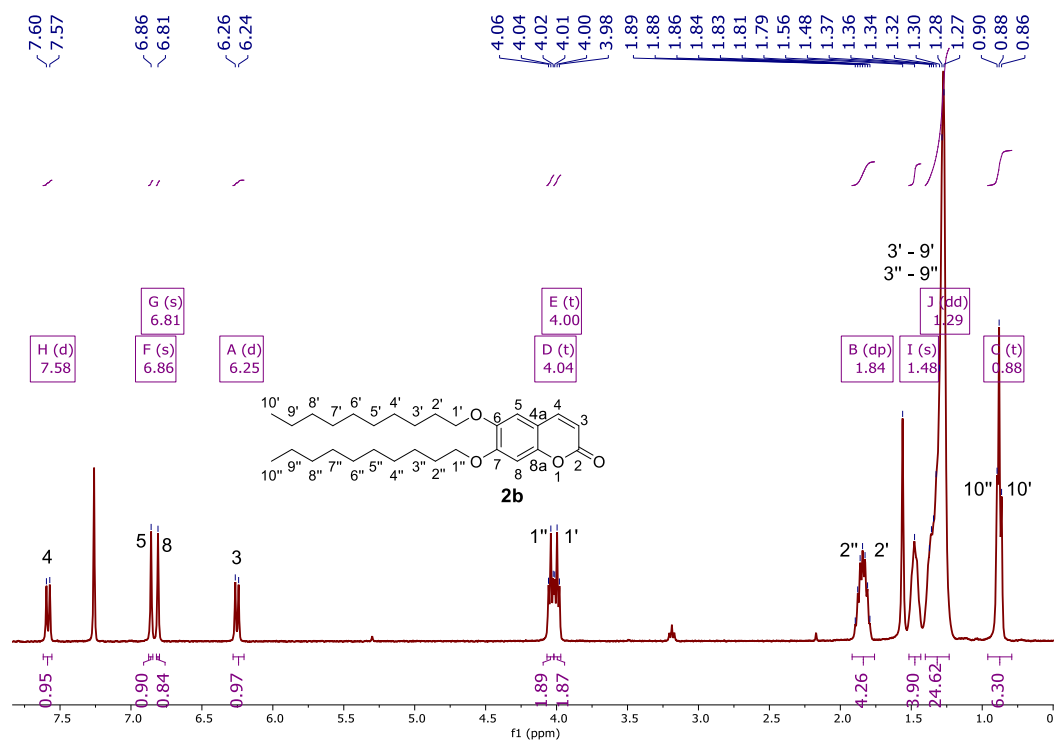 7.60 7.57 6.86 6.81 6.26 6.24 4.06 4.04 4.02 4.01 4.00 3.98 1.89 1.88 1.86 1.84 1.83 1.81 1.79 1.56 1.48 1.37 1.36 1.34 1.32 1.30 1.28 1.27 0.90 0.88 0.86
3' - 9'
3" - 9"
G (s)
6.81
E (t)
4.00
J (dd)
1.29
H (d)
7.58
F (s)
6.86
A (d)
6.25
D (t)
4.04
B (dp)
1.84
I (s)
1.48
C (t)
0.88
10' 9' 8' 7' 6' 5' 4' 3' 2' 1' O 6 5 4a 4 3
10" 9" 8" 7" 6" 5" 4" 3" 2" 1" O 7 8 8a O 1 2 O
2b
4 5 8 3 1" 1' 2" 2' 10" 10'
0.95 0.90 0.84 0.97 1.89 1.87 4.26 3.90 24.62 6.30
7.5 7.0 6.5 6.0 5.5 5.0 4.5 4.0 3.5 3.0 2.5 2.0 1.5 1.0 0
f1 (ppm)